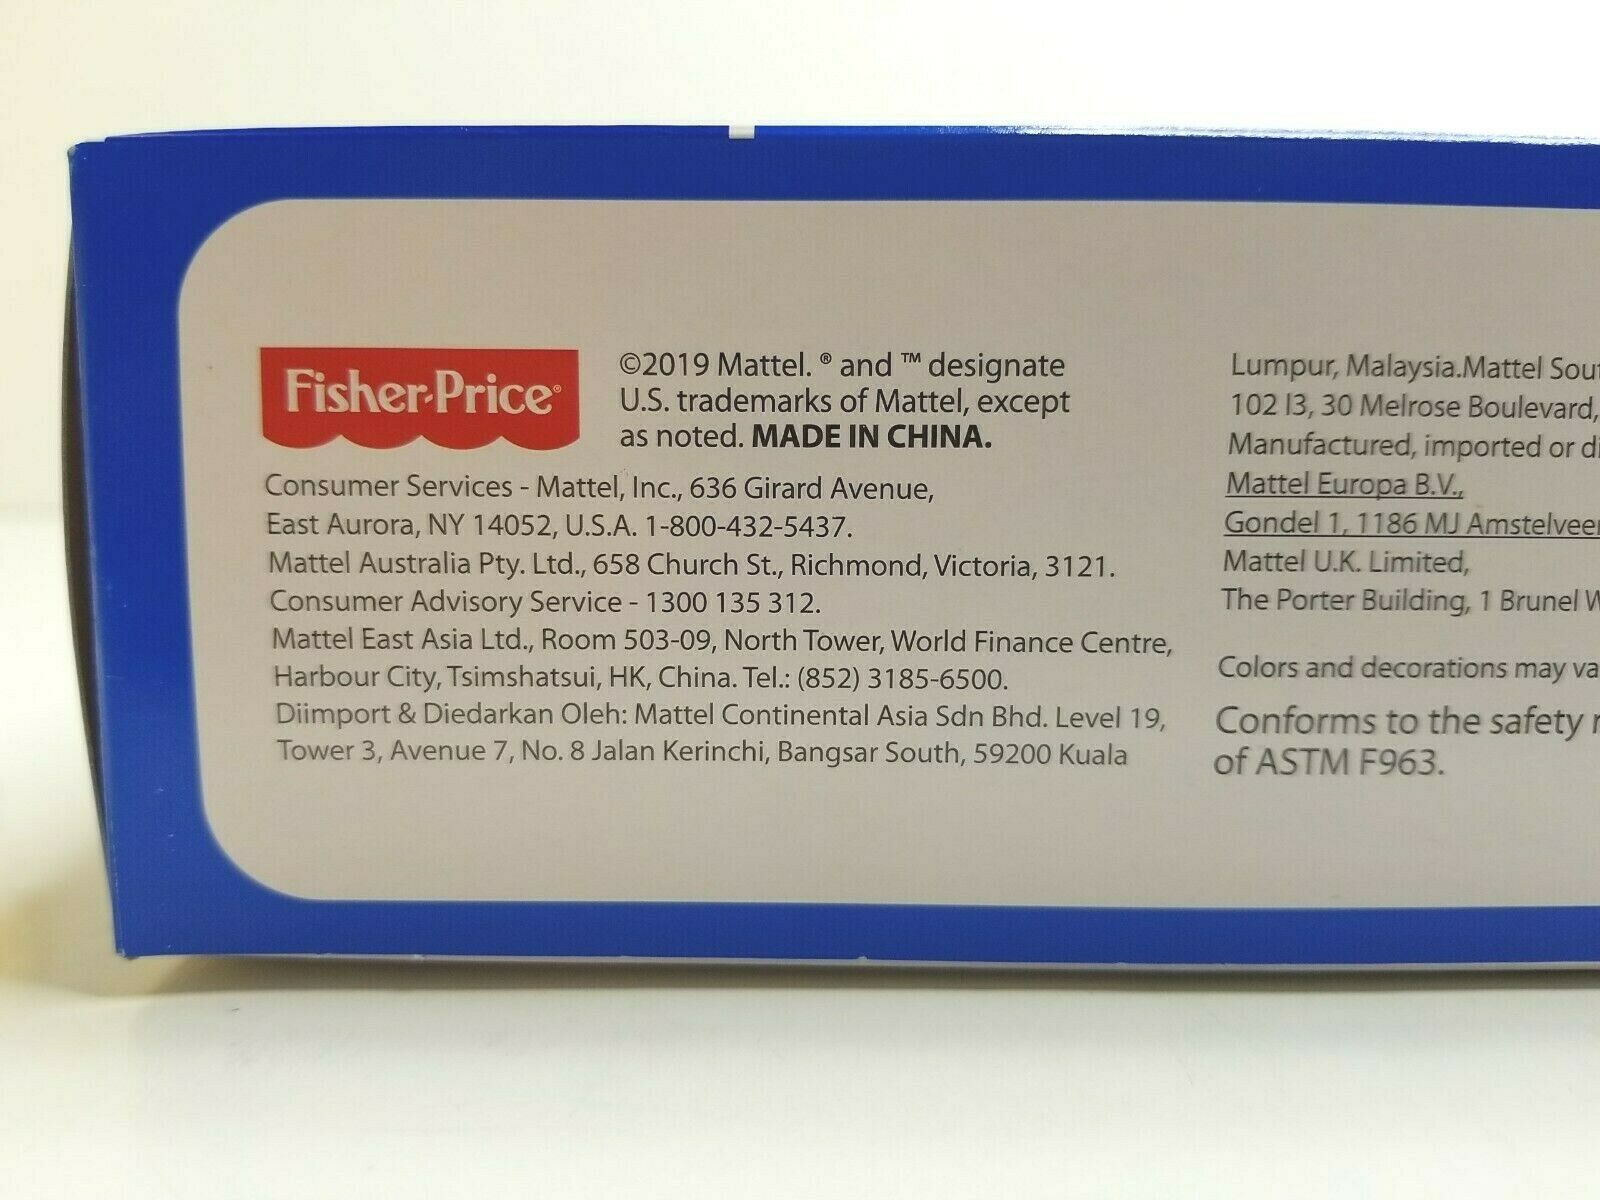 Fisher-Price®
©2019 Mattel. ® and ™ designate
U.S. trademarks of Mattel, except
as noted. MADE IN CHINA.
Consumer Services - Mattel, Inc., 636 Girard Avenue,
East Aurora, NY 14052, U.S.A. 1-800-432-5437.
Mattel Australia Pty. Ltd., 658 Church St., Richmond, Victoria, 3121.
Consumer Advisory Service - 1300 135 312.
Mattel East Asia Ltd., Room 503-09, North Tower, World Finance Centre,
Harbour City, Tsimshatsui, HK, China. Tel.: (852) 3185-6500.
Diimport & Diedarkan Oleh: Mattel Continental Asia Sdn Bhd. Level 19,
Tower 3, Avenue 7, No. 8 Jalan Kerinchi, Bangsar South, 59200 Kuala
Lumpur, Malaysia.Mattel
102 I3, 30 Melrose Boulevard,
Manufactured, imported or
Mattel Europa B.V.,
Gondel 1, 1186 MJ
Mattel U.K. Limited,
The Porter Building, 1 Brunel
Colors and decorations may
Conforms to the safety
of ASTM F963.